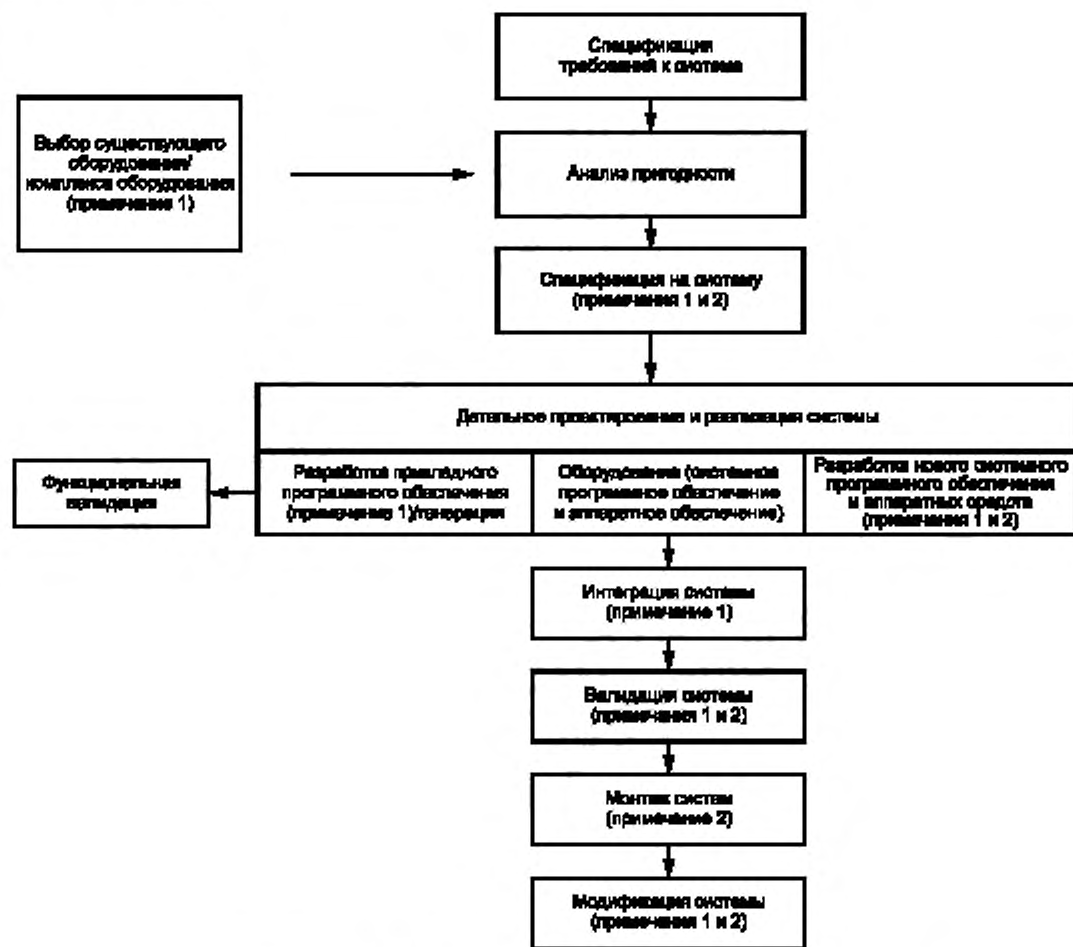 Спецификация
требований к системе
Выбор существующего
оборудования/
комплекса оборудования
(примечание 1)
Анализ пригодности
Спецификация на систему
(примечания 1 и 2)
Детальное проектирование и реализация системы
Функциональная
валидация
Разработка прикладного
программного обеспечения
(примечание 1)/генерация
Оборудование (системное
программное обеспечение
и аппаратное обеспечение)
Разработка нового системного
программного обеспечения
и аппаратных средств
(примечания 1 и 2)
Интеграция системы
(примечание 1)
Валидация системы
(примечания 1 и 2)
Монтаж систем
(примечание 2)
Модификация системы
(примечания 1 и 2)